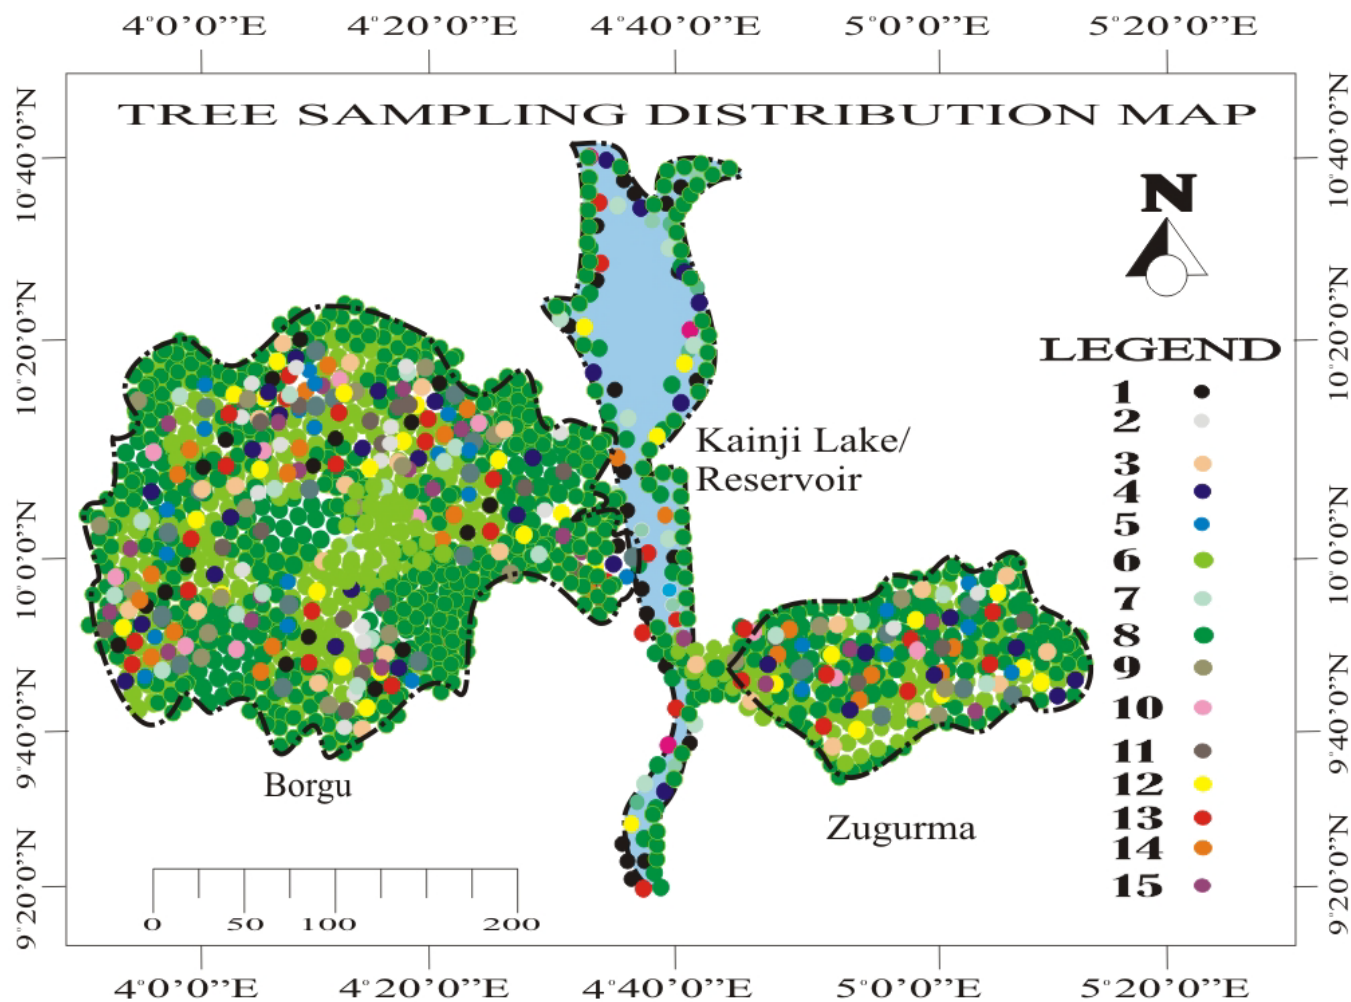 4°0'0"E 4°20'0"E 4°40'0"E 5°0'0"E 5°20'0"E
TREE SAMPLING DISTRIBUTION MAP
10°40'0"N
10°40'0"N
N
10°20'0"N
10°20'0"N
LEGEND
1
2
3
4
5
6
7
8
9
10
11
12
13
14
15
Kainji Lake/
Reservoir
10°0'0"N
10°0'0"N
9°40'0"N
9°40'0"N
Borgu
Zugurma
9°20'0"N
9°20'0"N
0 50 100 200
4°0'0"E 4°20'0"E 4°40'0"E 5°0'0"E 5°20'0"E